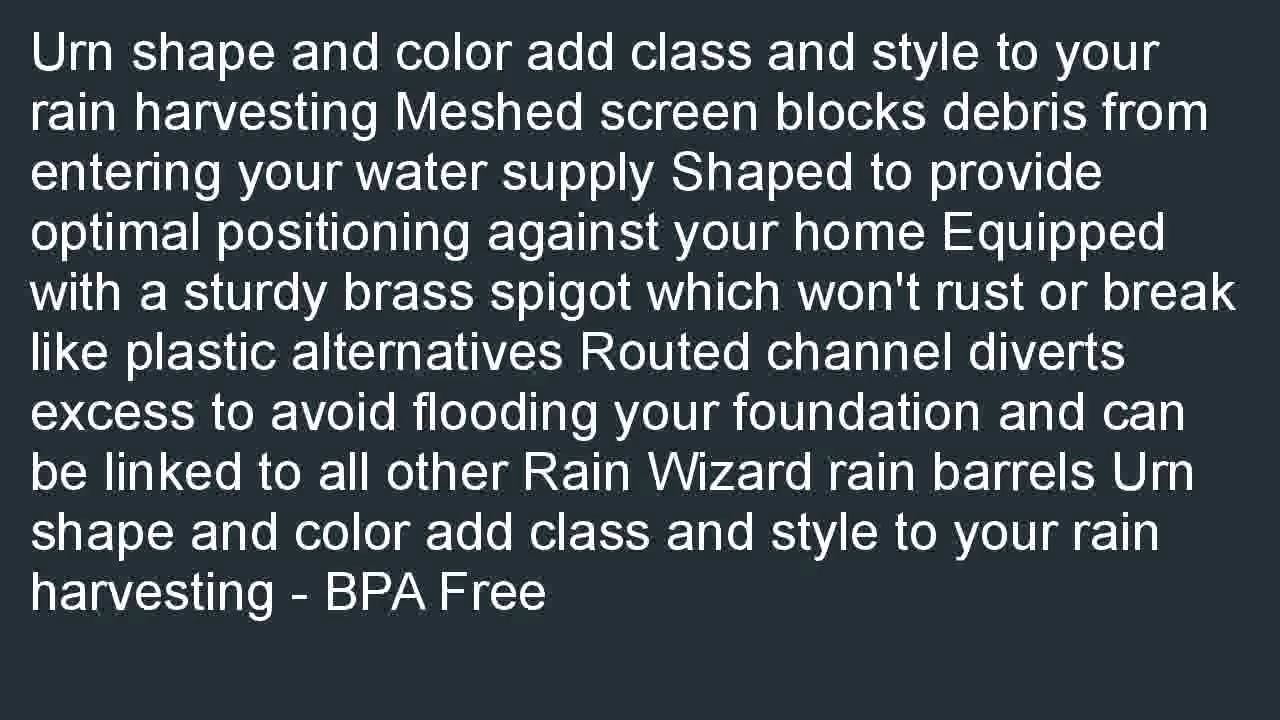 Urn shape and color add class and style to your
rain harvesting Meshed screen blocks debris from
entering your water supply Shaped to provide
optimal positioning against your home Equipped
with a sturdy brass spigot which won't rust or break
like plastic alternatives Routed channel diverts
excess to avoid flooding your foundation and can
be linked to all other Rain Wizard rain barrels Urn
shape and color add class and style to your rain
harvesting - BPA Free